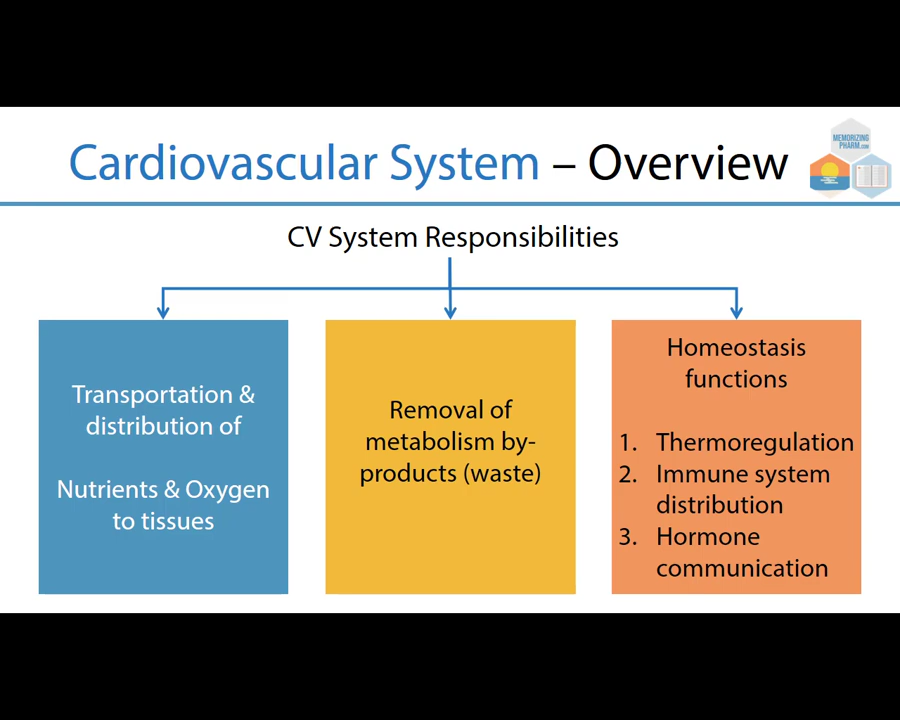 Cardiovascular System – Overview
MEMORIZING
PHARM.COM
CV System Responsibilities
Transportation &
distribution of
Nutrients & Oxygen
to tissues
Removal of
metabolism by-
products (waste)
Homeostasis
functions
1. Thermoregulation
2. Immune system
distribution
3. Hormone
communication